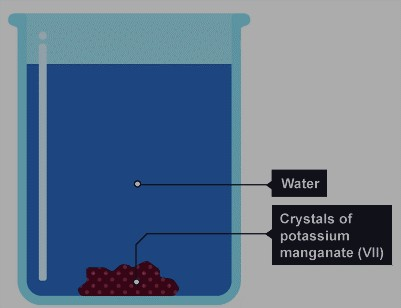 Water
Crystals of
potassium
manganate (VII)